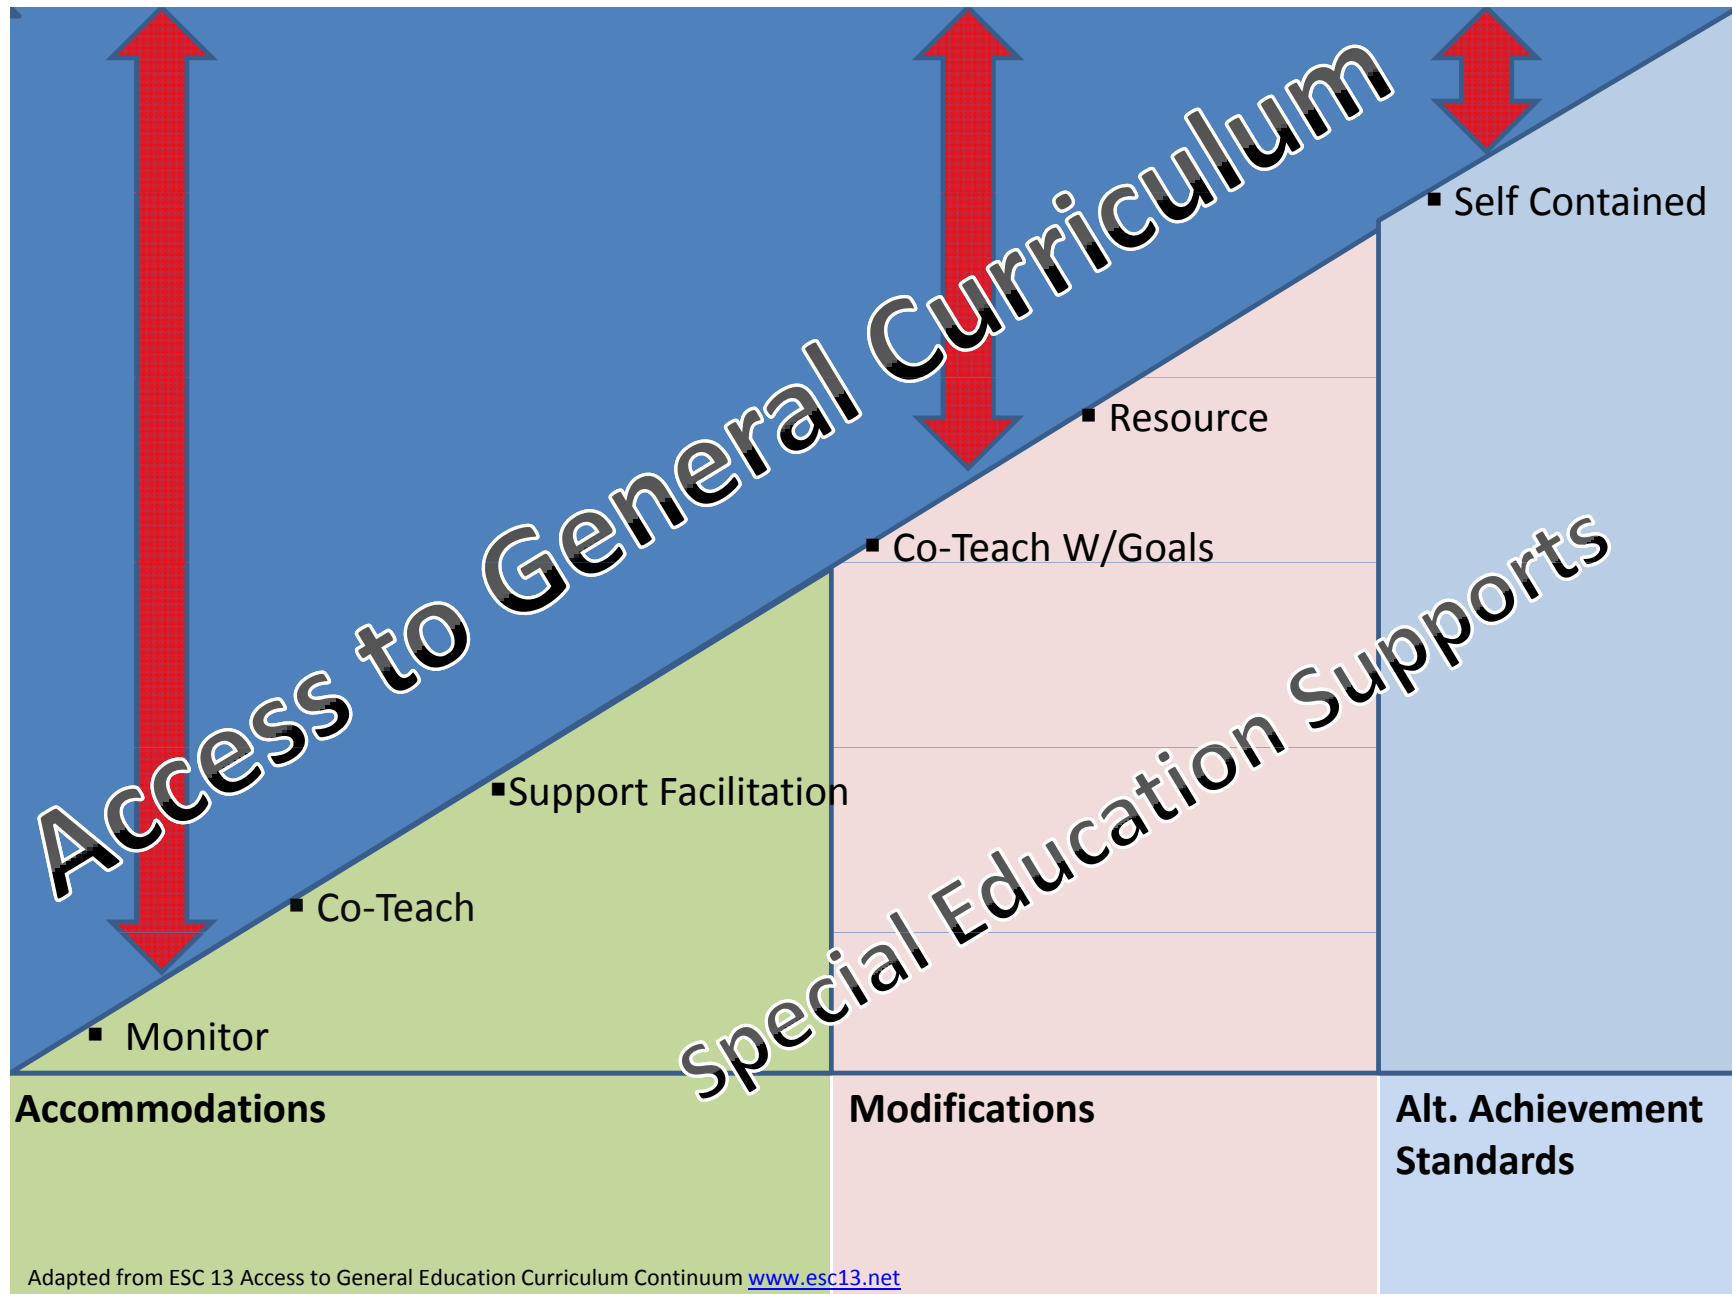 Access to General Curriculum
▪ Self Contained
▪ Resource
▪ Co-Teach W/Goals
Special Education Supports
▪Support Facilitation
▪ Co-Teach
▪ Monitor
Accommodations
Modifications
Alt. Achievement
Standards
Adapted from ESC 13 Access to General Education Curriculum Continuum www.esc13.net